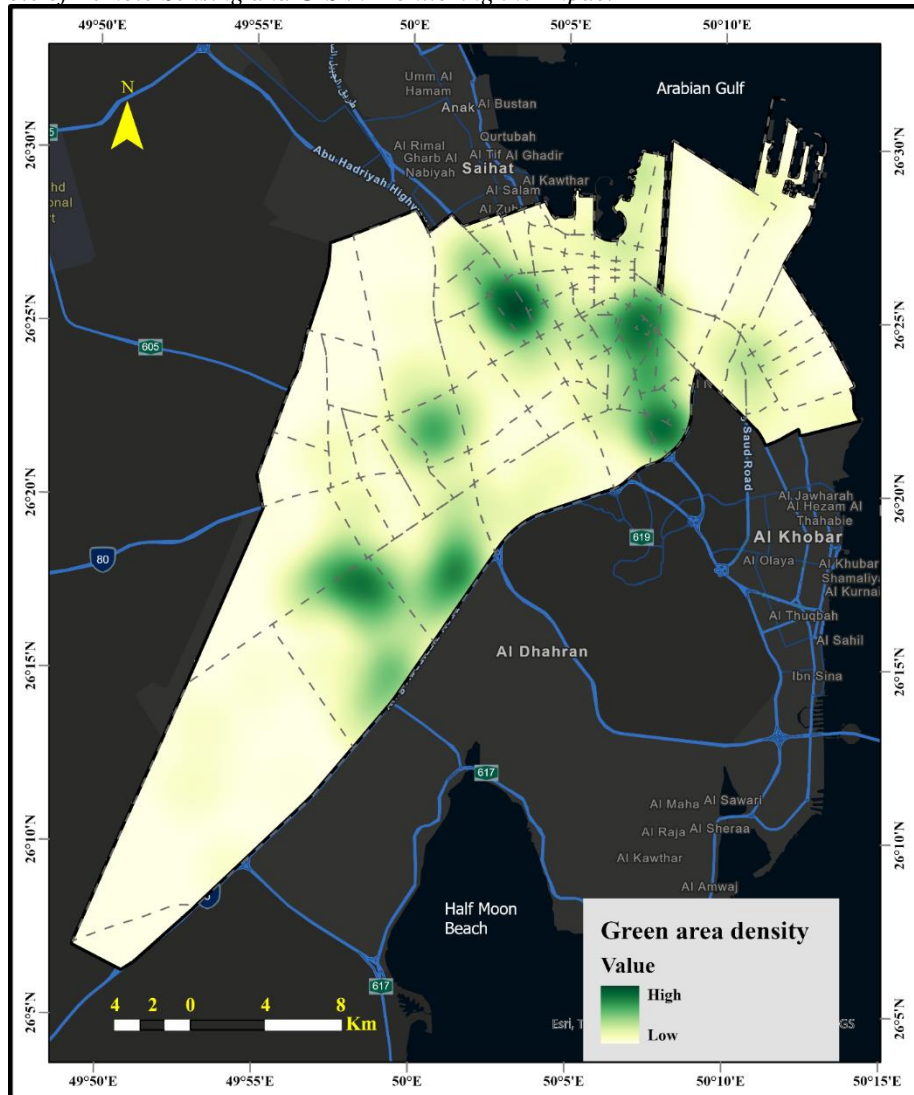 49°55'E
50°0'E
50°5'E
50°10'E
N
Umm Al
Hamam
Anak
Al Bustan
Arabian Gulf
Qurtubah
Al Rimal
Gharb Al
Nabiyah
Al Tif
Al Ghadir
Saihat
Al Kawthar
Al Salam
Abu Hadriyah
26°30'N
26°30'N
26°25'N
26°25'N
605
26°20'N
26°20'N
Saud Road
Al Jawharah
Al Hezam Al
Thahabie
Al Khobar
619
80
Al Olaya
Al Khubar
Shamaliya
Al Kurnai
Al Thuqbah
Al Sahil
Al Dhahran
26°15'N
26°15'N
Ibn Sina
617
Al Maha
Al Sawari
Al Raja
Al Sheraa
26°10'N
26°10'N
Al Kawthar
Al Amwaj
Half Moon
Beach
Green area density
Value
High
Low
617
4 2 0 4 8
Km
26°5'N
26°5'N
Esri,
GS
49°50'E
49°55'E
50°0'E
50°5'E
50°10'E
50°15'E